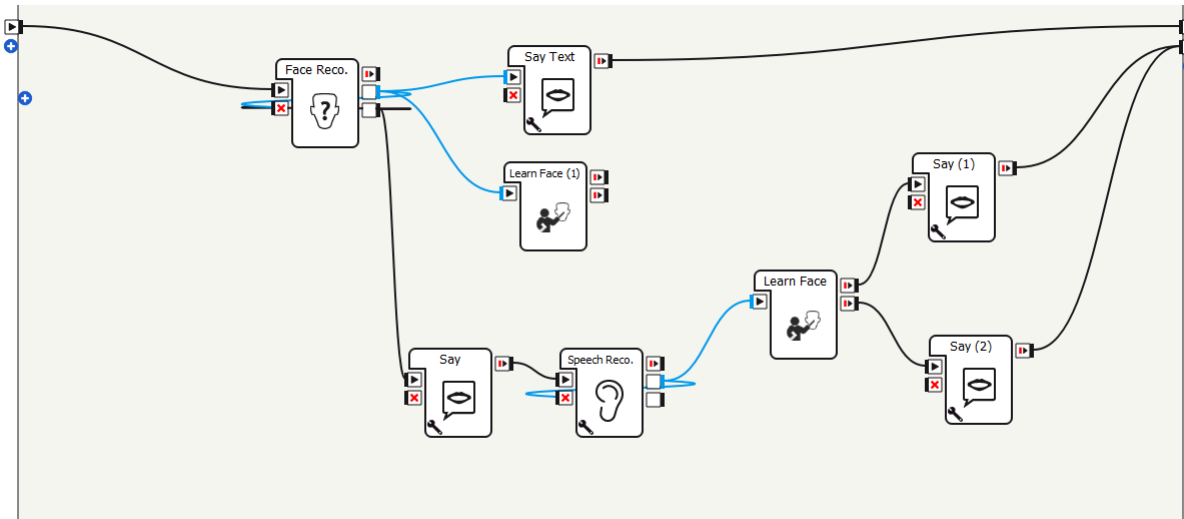 Face Reco.
?
Say Text
Learn Face (1)
Say (1)
Learn Face
Say
Speech Reco.
Say (2)